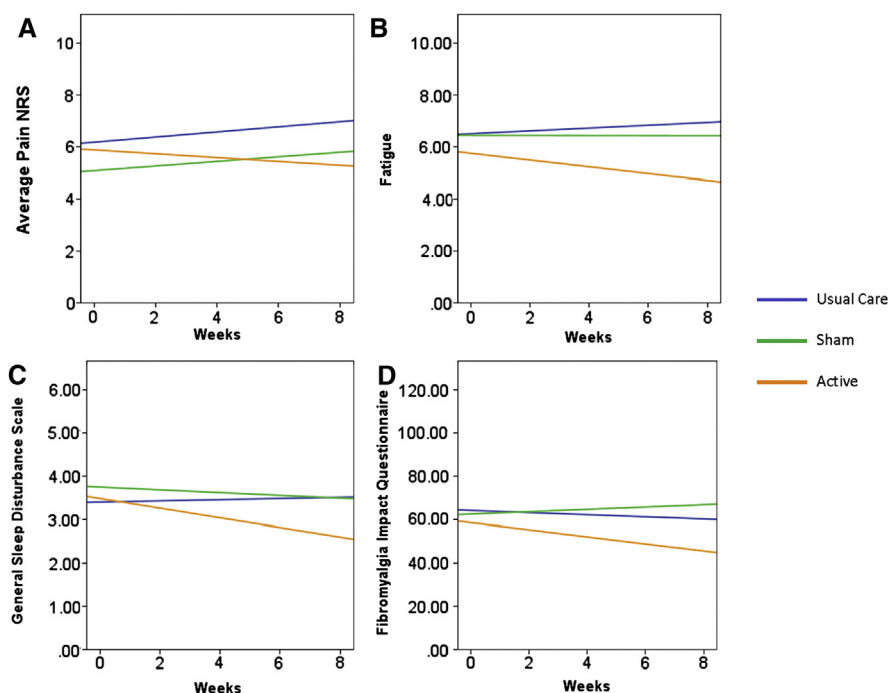 A
Average Pain NRS
10
8
6
4
2
0
0 2 4 6 8
Weeks
B
Fatigue
10.00
8.00
6.00
4.00
2.00
.00
0 2 4 6 8
Weeks
Usual Care
Sham
Active
C
General Sleep Disturbance Scale
6.00
5.00
4.00
3.00
2.00
1.00
.00
0 2 4 6 8
Weeks
D
Fibromyalgia Impact Questionnaire
120.00
100.00
80.00
60.00
40.00
20.00
.00
0 2 4 6 8
Weeks